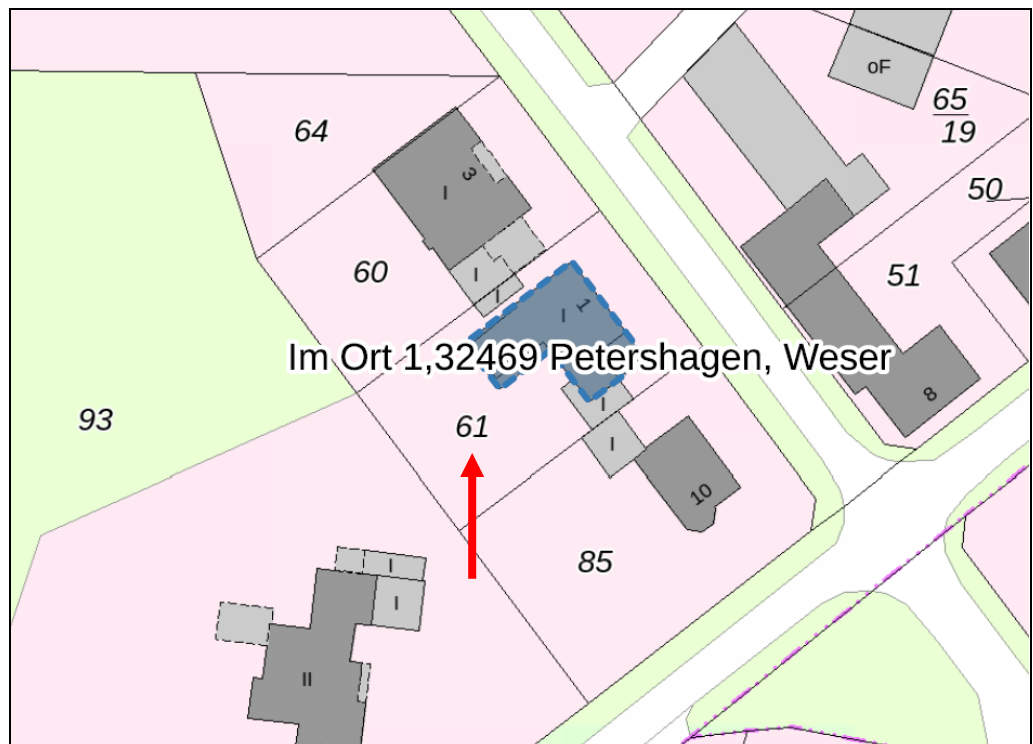 oF
65
19
64
3
I
50
60
I
I
51
1
I
Im Ort 1,32469 Petershagen, Weser
8
93
61
I
I
10
85
I
I
II